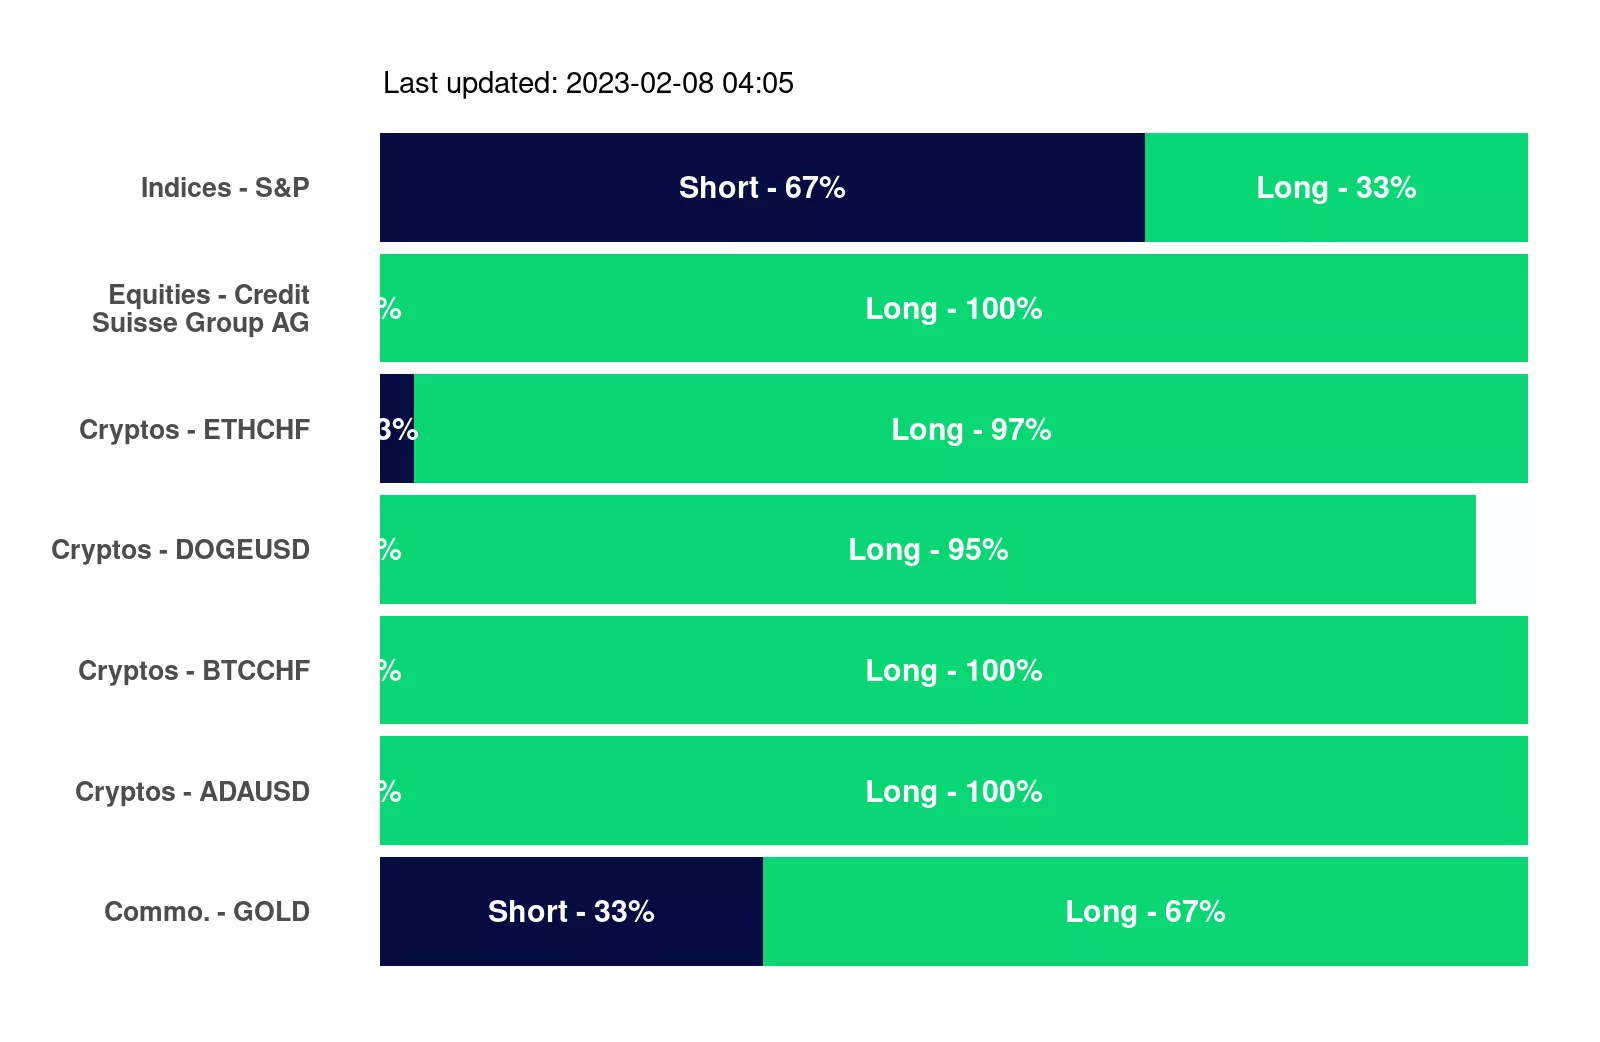 Last updated: 2023-02-08 04:05
Indices - S&P
Short - 67%
Long - 33%
Equities - Credit
Suisse Group AG
%
Long - 100%
Cryptos - ETHCHF
3%
Long - 97%
Cryptos - DOGEUSD
%
Long - 95%
Cryptos - BTCCHF
%
Long - 100%
Cryptos - ADAUSD
%
Long - 100%
Commo. - GOLD
Short - 33%
Long - 67%